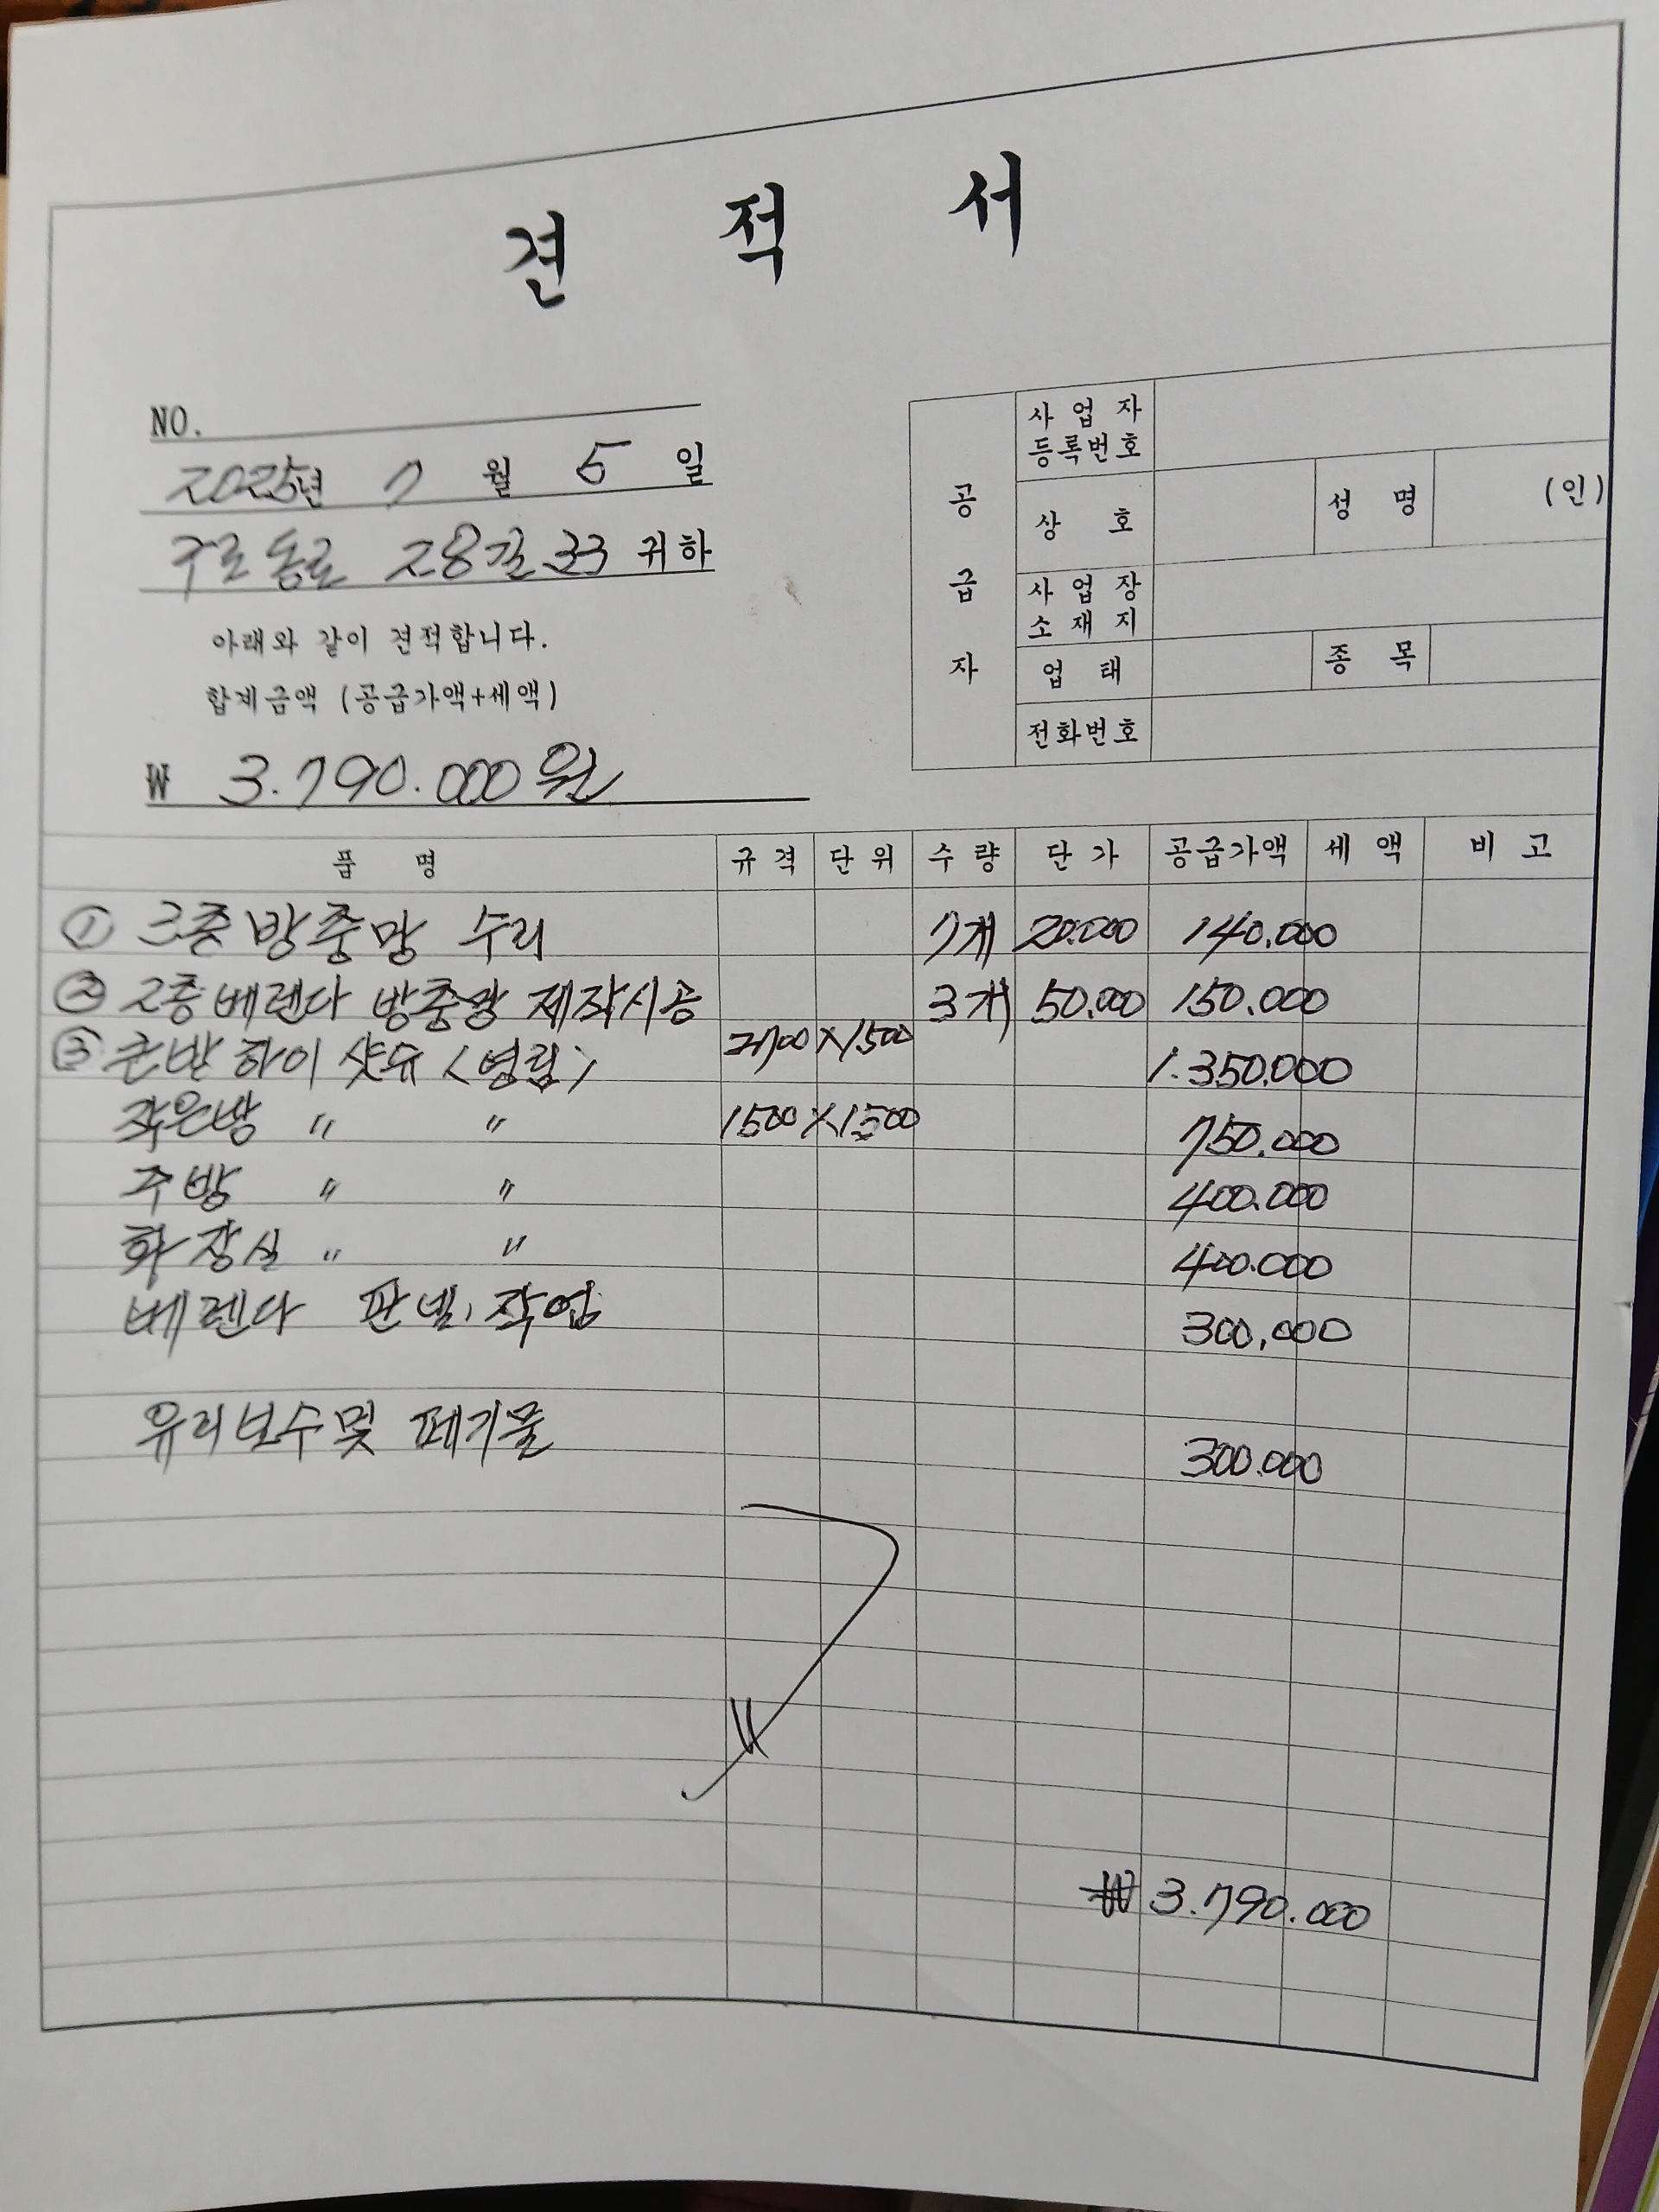 견 적 서
NO.
2025년 7 월 5 일
구로동로 28길 33 귀하
아래와 같이 견적합니다.
합계금액 (공급가액+세액)
₩ 3.790.000원
공급자
사업자등록번호
상 호 성 명 (인)
사업장소재지
업 태 종 목
전화번호
품 명 규격 단위 수량 단가 공급가액 세 액 비 고
① 3층 방충망 수리 7개 20.000 140.000
② 2층 베렌다 방충망 제작시공 3개 50.000 150.000
③ 큰방 하이 샷슈 <영림> 2700 X 1500 1.350.000
작은방 〃 〃 1500 X 1500 750.000
주방 〃 〃 400.000
화장실 〃 〃 400.000
베렌다 판넬, 작업 300,000
유리보수및 페기물 300.000
₩ 3.790.000